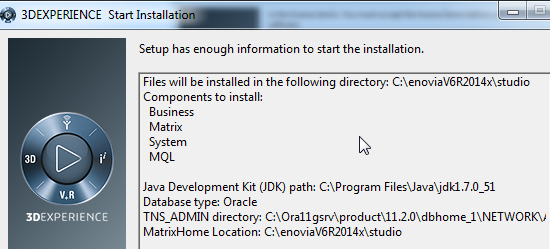 3DEXPERIENCE Start Installation
Setup has enough information to start the installation.
Files will be installed in the following directory: C:\enoviaV6R2014x\studio
Components to install:
Business
Matrix
System
MQL
Java Development Kit (JDK) path: C:\Program Files\Java\jdk1.7.0_51
Database type: Oracle
TNS_ADMIN directory: C:\Ora11gsrv\product\11.2.0\dbhome_1\NETWORK\A
MatrixHome Location: C:\enoviaV6R2014x\studio
3D
i²
V.R
3DEXPERIENCE